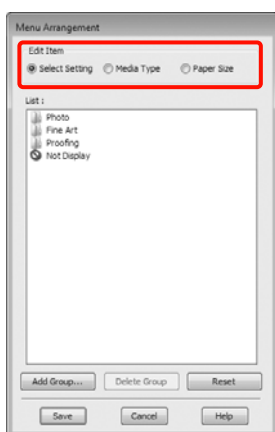 Menu Arrangement
Edit Item
Select Setting Media Type Paper Size
List :
Photo
Fine Art
Proofing
Not Display
Add Group... Delete Group Reset
Save Cancel Help